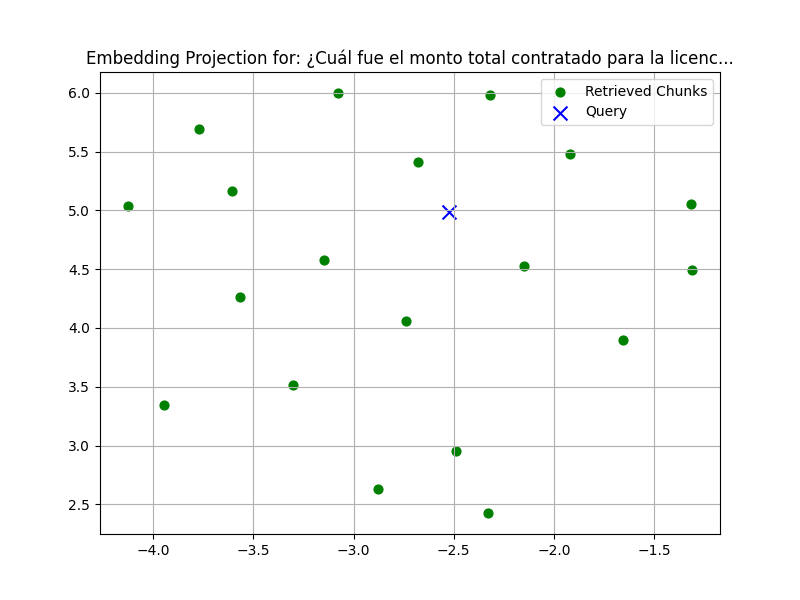 Embedding Projection for: ¿Cuál fue el monto total contratado para la licenc...
Retrieved Chunks
Query
6.0
5.5
5.0
4.5
4.0
3.5
3.0
2.5
−4.0 −3.5 −3.0 −2.5 −2.0 −1.5